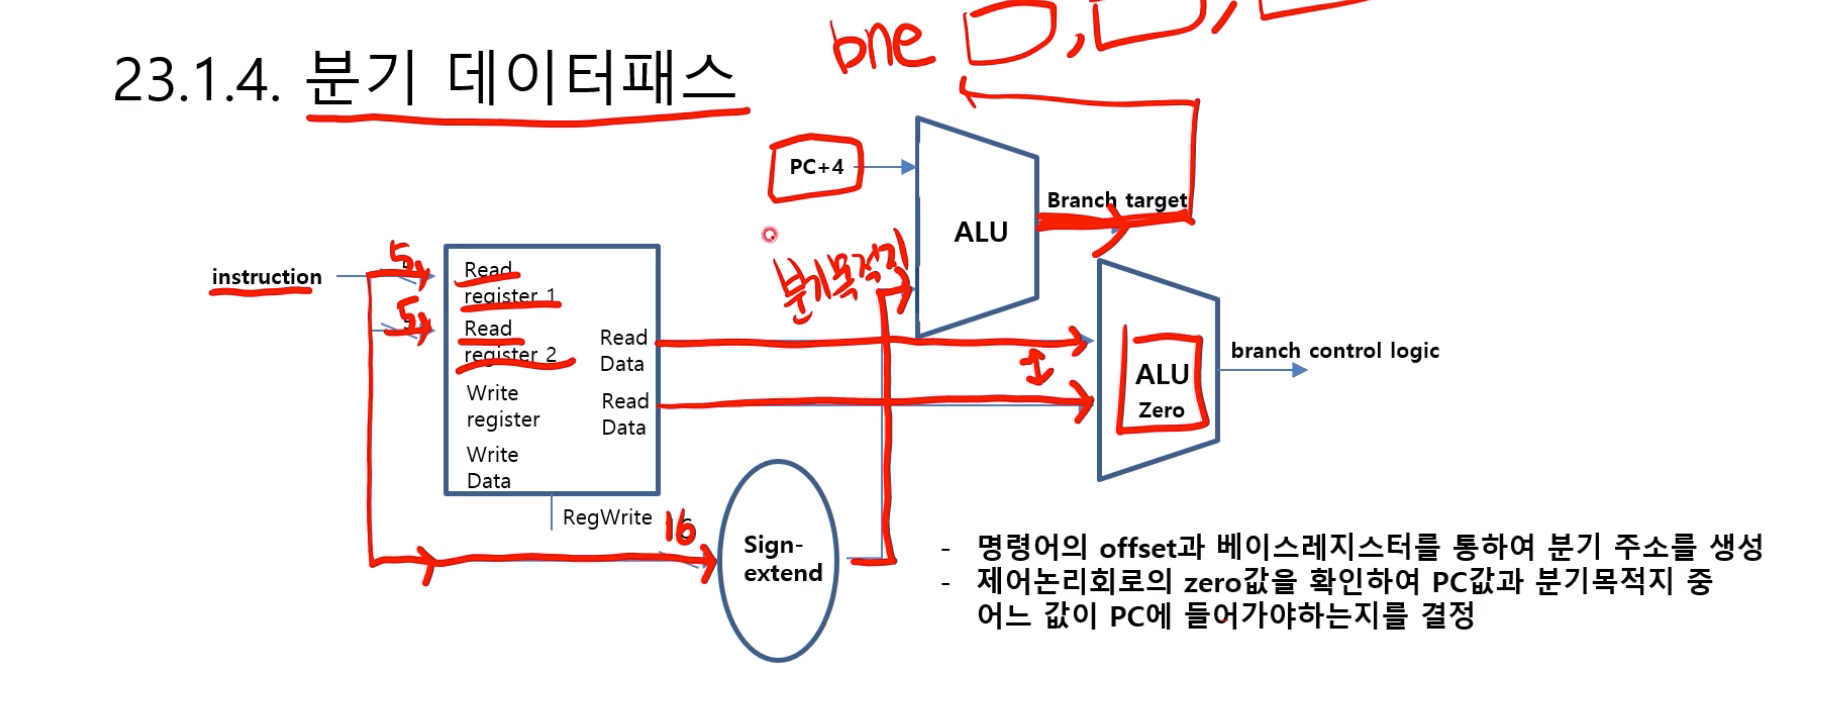 bne , ,
23.1.4. 분기 데이터패스
PC+4
Branch target
ALU
분기목적지
instruction
5
5
Read
register 1
Read
register 2
Write
register
Write
Data
Read
Data
Read
Data
ALU
Zero
branch control logic
RegWrite
16
Sign-
extend
- 명령어의 offset과 베이스레지스터를 통하여 분기 주소를 생성
- 제어논리회로의 zero값을 확인하여 PC값과 분기목적지 중
어느 값이 PC에 들어가야하는지를 결정